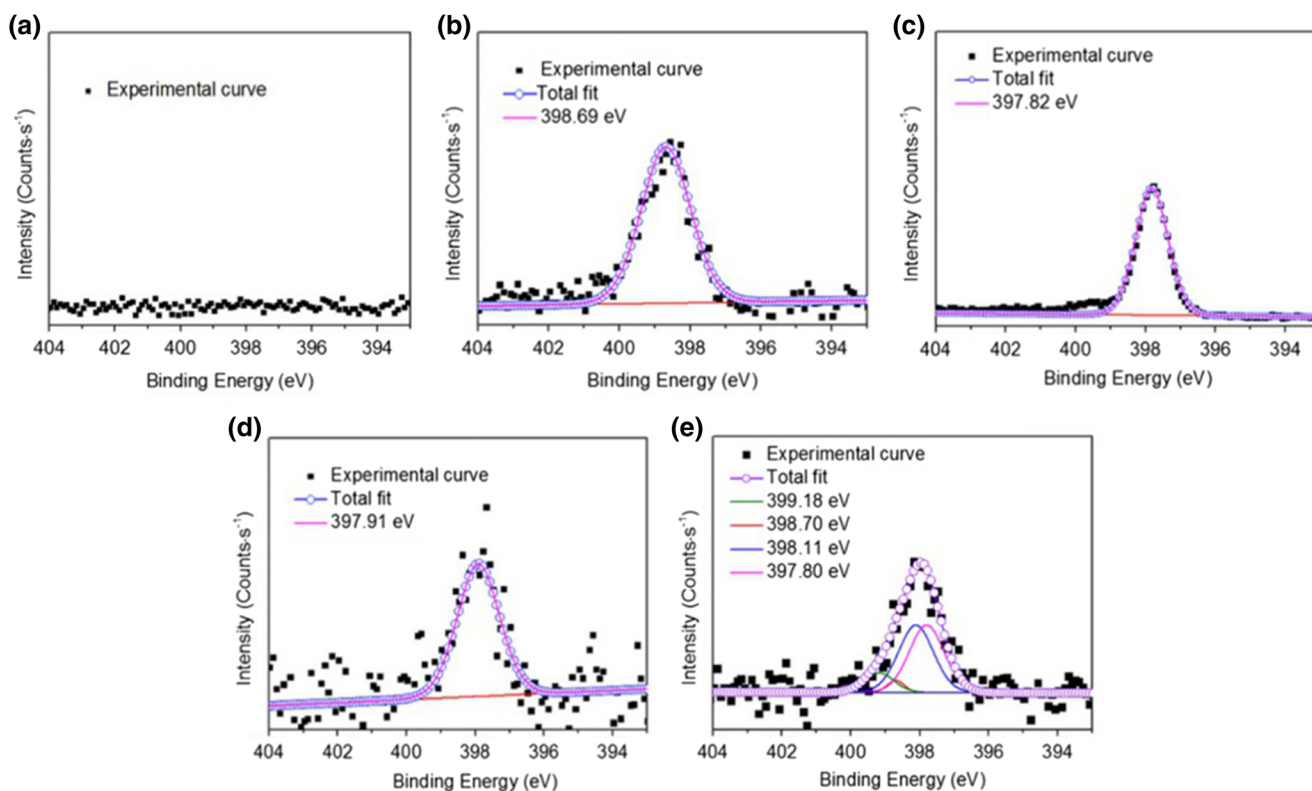 (a)
Experimental curve
Intensity (Counts·s⁻¹)
404 402 400 398 396 394
Binding Energy (eV)
(b)
Experimental curve
Total fit
398.69 eV
Intensity (Counts·s⁻¹)
404 402 400 398 396 394
Binding Energy (eV)
(c)
Experimental curve
Total fit
397.82 eV
Intensity (Counts·s⁻¹)
404 402 400 398 396 394
Binding Energy (eV)
(d)
Experimental curve
Total fit
397.91 eV
Intensity (Counts·s⁻¹)
404 402 400 398 396 394
Binding Energy (eV)
(e)
Experimental curve
Total fit
399.18 eV
398.70 eV
398.11 eV
397.80 eV
Intensity (Counts·s⁻¹)
404 402 400 398 396 394
Binding Energy (eV)